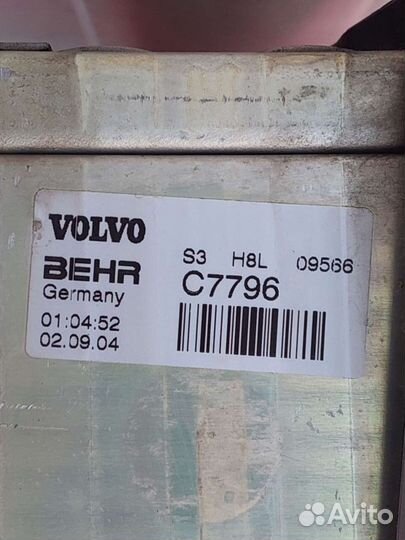 VOLVO
S3 H8L 09566
BEHR
C7796
Germany
01:04:52
02.09.04
Avito